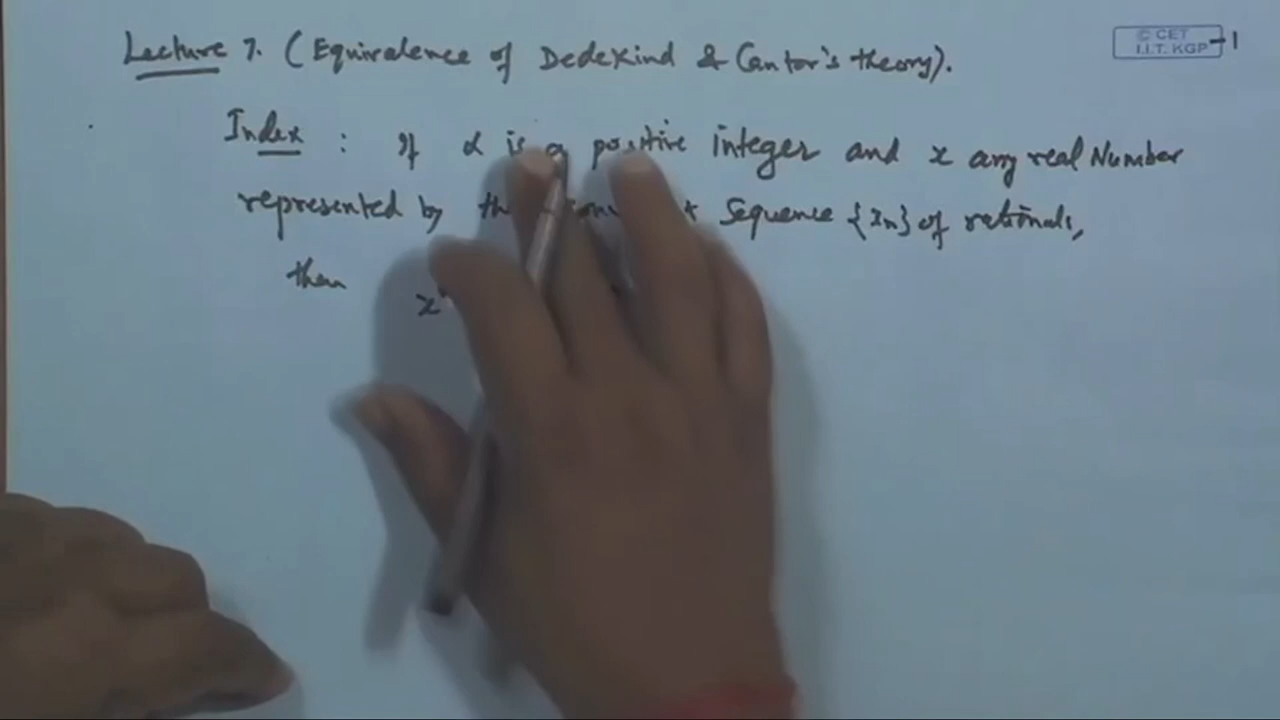 Lecture 7. (Equivalence of Dedekind & Cantor's theory).
© CET
I.I.T. KGP
-1
Index : If α is a positive integer and x any real Number
represented by Sequence {xn} of rationals,
then x